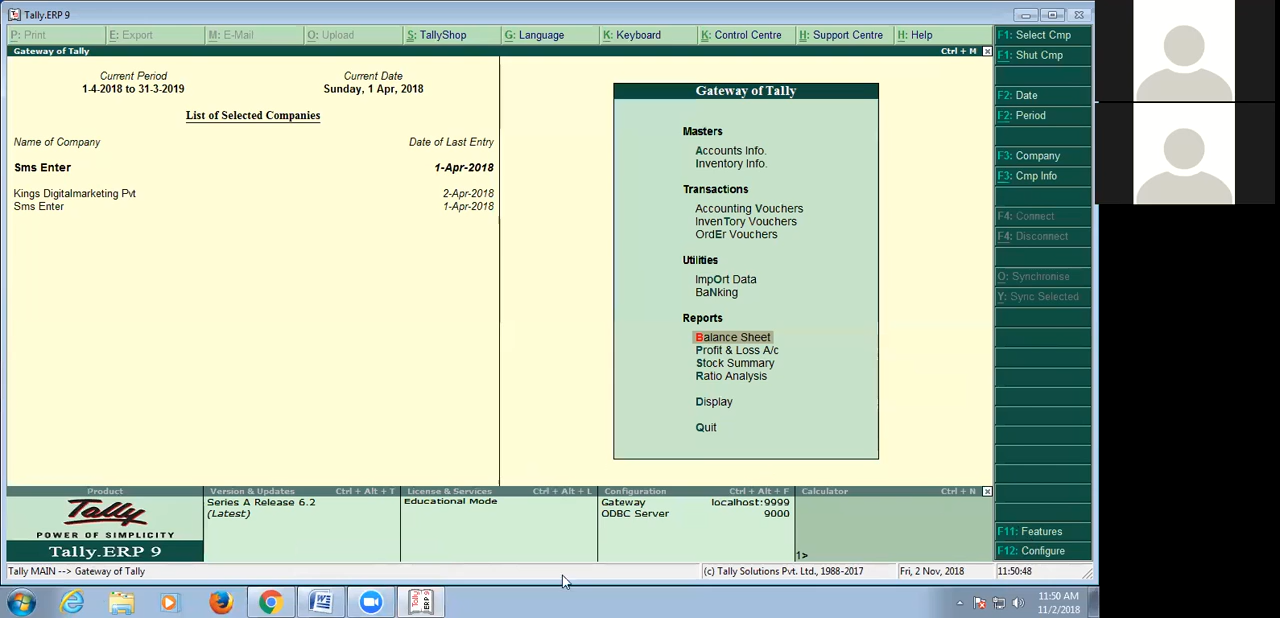 Tally.ERP 9
P: Print E: Export M: E-Mail O: Upload S: TallyShop G: Language K: Keyboard K: Control Centre H: Support Centre H: Help
Gateway of Tally Ctrl + M x
Current Period Current Date
1-4-2018 to 31-3-2019 Sunday, 1 Apr, 2018
List of Selected Companies
Name of Company Date of Last Entry
Sms Enter 1-Apr-2018
Kings Digitalmarketing Pvt 2-Apr-2018
Sms Enter 1-Apr-2018
Gateway of Tally
Masters
Accounts Info.
Inventory Info.
Transactions
Accounting Vouchers
InvenTory Vouchers
OrdEr Vouchers
Utilities
ImpOrt Data
BaNking
Reports
Balance Sheet
Profit & Loss A/c
Stock Summary
Ratio Analysis
Display
Quit
F1: Select Cmp
F1: Shut Cmp
F2: Date
F2: Period
F3: Company
F3: Cmp Info
F4: Connect
F4: Disconnect
O: Synchronise
Y: Sync Selected
F11: Features
F12: Configure
Product
Tally
POWER OF SIMPLICITY
Tally.ERP 9
Version & Updates Ctrl + Alt + T
Series A Release 6.2
(Latest)
License & Services Ctrl + Alt + L
Educational Mode
Configuration Ctrl + Alt + F
Gateway localhost:9999
ODBC Server 9000
Calculator Ctrl + N x
1>
Tally MAIN --> Gateway of Tally (c) Tally Solutions Pvt. Ltd., 1988-2017 Fri, 2 Nov, 2018 11:50:48
11:50 AM
11/2/2018